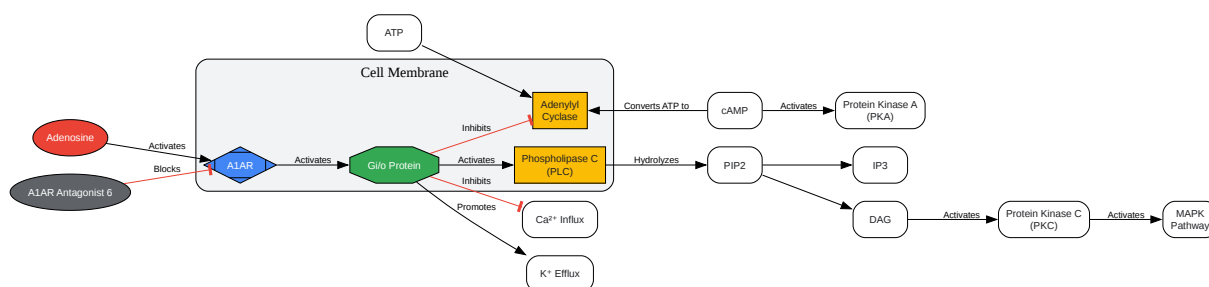 ATP
Cell Membrane
Adenylyl
Cyclase
Converts ATP to
cAMP
Activates
Protein Kinase A
(PKA)
Inhibits
Adenosine
Activates
A1AR
Activates
Gi/o Protein
Activates
Phospholipase C
(PLC)
Hydrolyzes
PIP2
IP3
Blocks
A1AR Antagonist 6
Inhibits
Promotes
Ca²⁺ Influx
DAG
Activates
Protein Kinase C
(PKC)
Activates
MAPK
Pathway
K⁺ Efflux